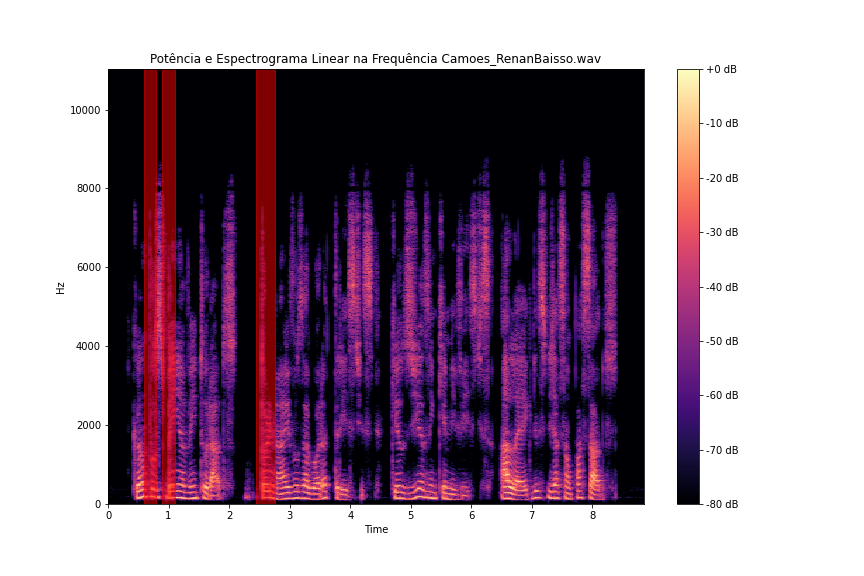 Potência e Espectrograma Linear na Frequência Camoes_RenanBaisso.wav
Hz
10000
8000
6000
4000
2000
0
0 1 2 3 4 5 6 7 8
Time
+0 dB
-10 dB
-20 dB
-30 dB
-40 dB
-50 dB
-60 dB
-70 dB
-80 dB